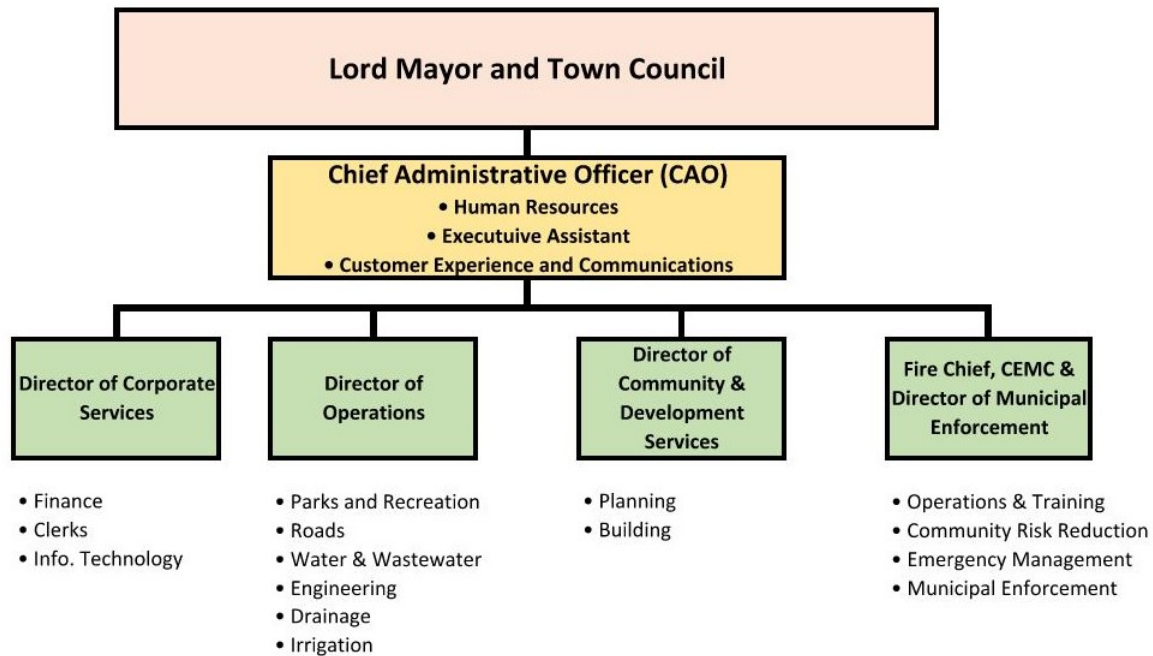 Lord Mayor and Town Council
Chief Administrative Officer (CAO)
• Human Resources
• Executuive Assistant
• Customer Experience and Communications
Director of Corporate
Services
Director of
Operations
Director of
Community &
Development
Services
Fire Chief, CEMC &
Director of Municipal
Enforcement
• Finance
• Clerks
• Info. Technology
• Parks and Recreation
• Roads
• Water & Wastewater
• Engineering
• Drainage
• Irrigation
• Planning
• Building
• Operations & Training
• Community Risk Reduction
• Emergency Management
• Municipal Enforcement